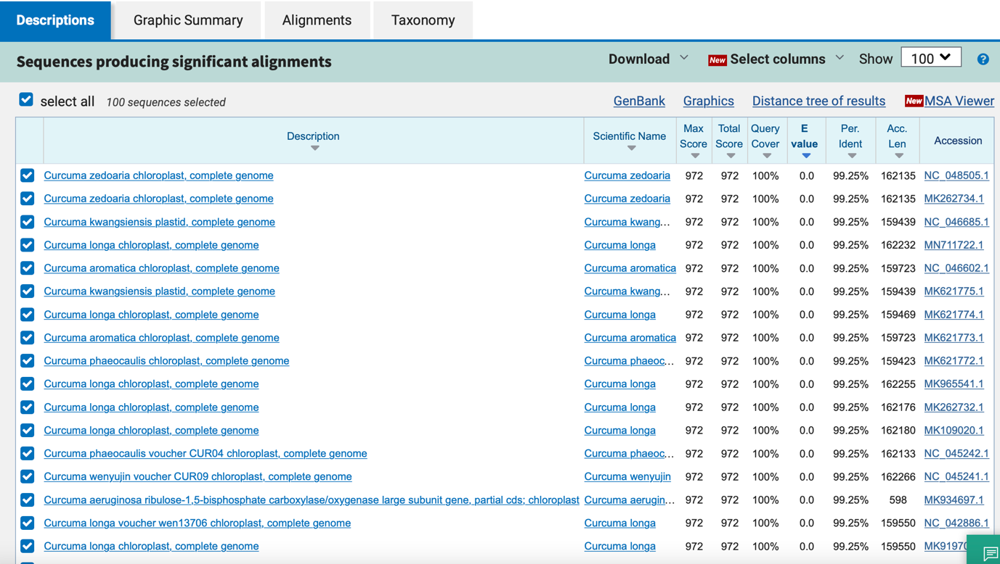 Descriptions Graphic Summary Alignments Taxonomy
Sequences producing significant alignments Download New Select columns Show 100 ?
select all 100 sequences selected GenBank Graphics Distance tree of results New MSA Viewer
Description Scientific Name Max Score Total Score Query Cover E value Per. Ident Acc. Len Accession
Curcuma zedoaria chloroplast, complete genome Curcuma zedoaria 972 972 100% 0.0 99.25% 162135 NC_048505.1
Curcuma zedoaria chloroplast, complete genome Curcuma zedoaria 972 972 100% 0.0 99.25% 162135 MK262734.1
Curcuma kwangsiensis plastid, complete genome Curcuma kwang... 972 972 100% 0.0 99.25% 159439 NC_046685.1
Curcuma longa chloroplast, complete genome Curcuma longa 972 972 100% 0.0 99.25% 162232 MN711722.1
Curcuma aromatica chloroplast, complete genome Curcuma aromatica 972 972 100% 0.0 99.25% 159723 NC_046602.1
Curcuma kwangsiensis plastid, complete genome Curcuma kwang... 972 972 100% 0.0 99.25% 159439 MK621775.1
Curcuma longa chloroplast, complete genome Curcuma longa 972 972 100% 0.0 99.25% 159469 MK621774.1
Curcuma aromatica chloroplast, complete genome Curcuma aromatica 972 972 100% 0.0 99.25% 159723 MK621773.1
Curcuma phaeocaulis chloroplast, complete genome Curcuma phaeoc... 972 972 100% 0.0 99.25% 159423 MK621772.1
Curcuma longa chloroplast, complete genome Curcuma longa 972 972 100% 0.0 99.25% 162255 MK965541.1
Curcuma longa chloroplast, complete genome Curcuma longa 972 972 100% 0.0 99.25% 162176 MK262732.1
Curcuma longa chloroplast, complete genome Curcuma longa 972 972 100% 0.0 99.25% 162180 MK109020.1
Curcuma phaeocaulis voucher CUR04 chloroplast, complete genome Curcuma phaeoc... 972 972 100% 0.0 99.25% 162133 NC_045242.1
Curcuma wenyujin voucher CUR09 chloroplast, complete genome Curcuma wenyujin 972 972 100% 0.0 99.25% 162266 NC_045241.1
Curcuma aeruginosa ribulose-1,5-bisphosphate carboxylase/oxygenase large subunit gene, partial cds; chloroplast Curcuma aerugin... 972 972 100% 0.0 99.25% 598 MK934697.1
Curcuma longa voucher wen13706 chloroplast, complete genome Curcuma longa 972 972 100% 0.0 99.25% 159550 NC_042886.1
Curcuma longa chloroplast, complete genome Curcuma longa 972 972 100% 0.0 99.25% 159550